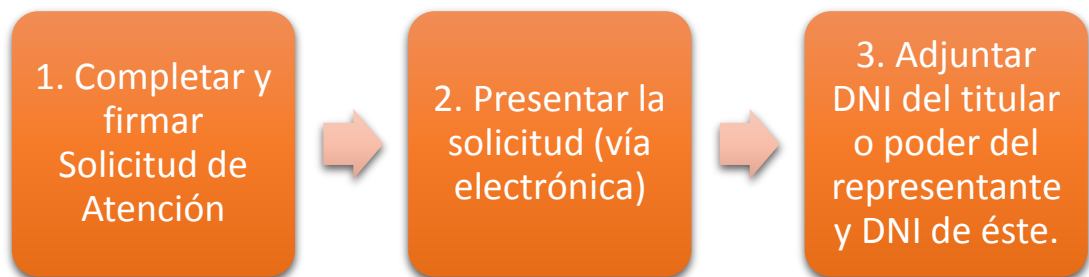 1. Completar y
firmar
Solicitud de
Atención
2. Presentar la
solicitud (vía
electrónica)
3. Adjuntar
DNI del titular
o poder del
representante
y DNI de éste.